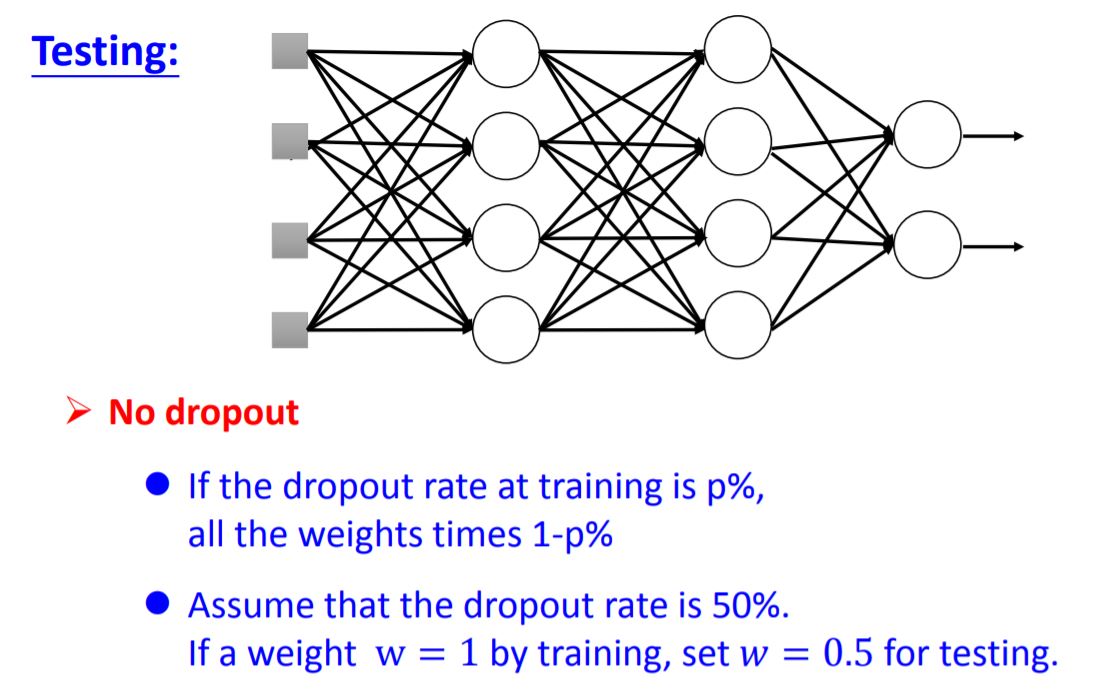 Testing:
No dropout
If the dropout rate at training is p%,
all the weights times 1-p%
Assume that the dropout rate is 50%.
If a weight w = 1 by training, set w = 0.5 for testing.